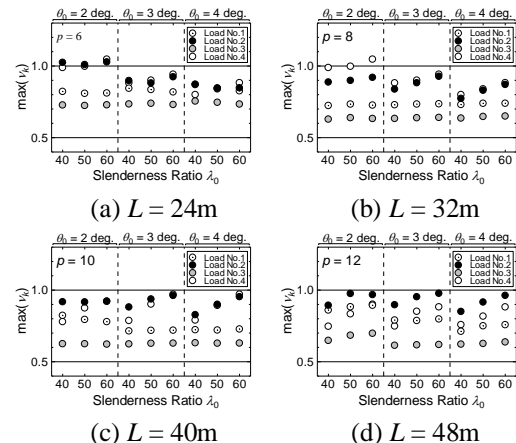 θ0 = 2 deg. θ0 = 3 deg. θ0 = 4 deg.
p = 6
Load No.1
Load No.2
Load No.3
Load No.4
max(νk)
1.0
0.5
40 50 60 40 50 60 40 50 60
Slenderness Ratio λ0
(a) L = 24m
θ0 = 2 deg. θ0 = 3 deg. θ0 = 4 deg.
p = 8
Load No.1
Load No.2
Load No.3
Load No.4
max(νk)
1.0
0.5
40 50 60 40 50 60 40 50 60
Slenderness Ratio λ0
(b) L = 32m
θ0 = 2 deg. θ0 = 3 deg. θ0 = 4 deg.
p = 10
Load No.1
Load No.2
Load No.3
Load No.4
max(νk)
1.0
0.5
40 50 60 40 50 60 40 50 60
Slenderness Ratio λ0
(c) L = 40m
θ0 = 2 deg. θ0 = 3 deg. θ0 = 4 deg.
p = 12
Load No.1
Load No.2
Load No.3
Load No.4
max(νk)
1.0
0.5
40 50 60 40 50 60 40 50 60
Slenderness Ratio λ0
(d) L = 48m